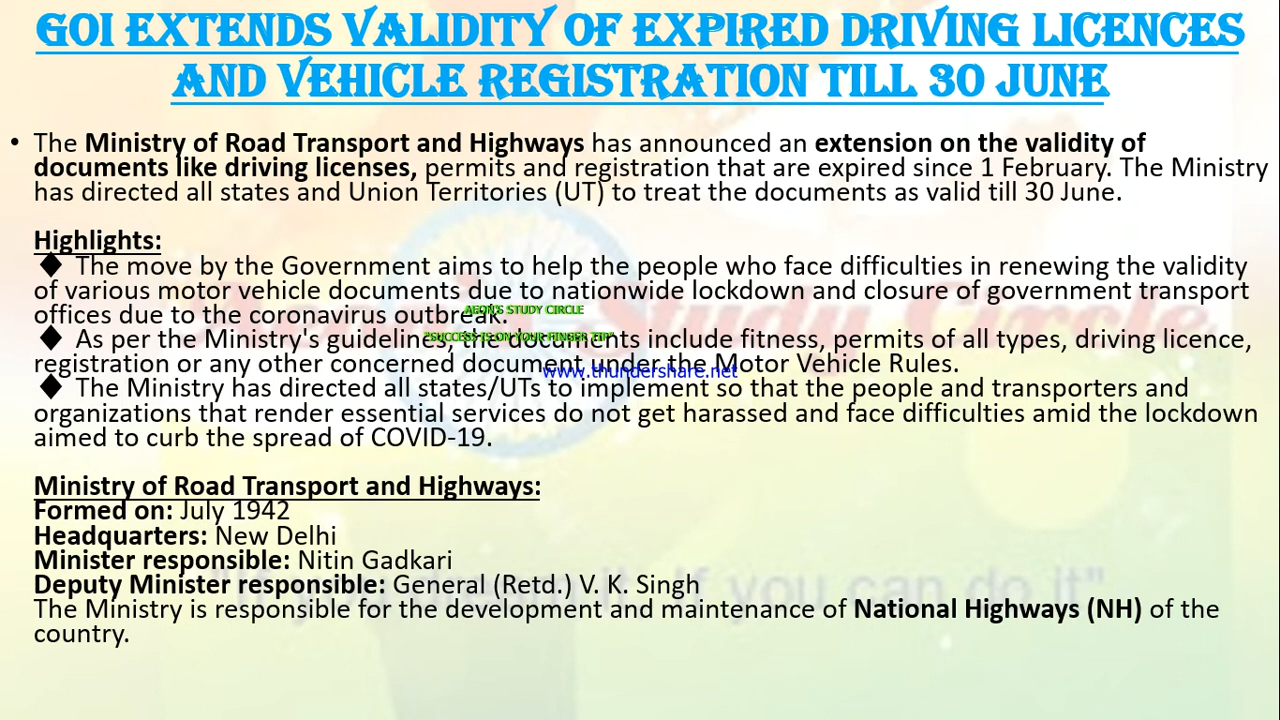 GOI EXTENDS VALIDITY OF EXPIRED DRIVING LICENCES
AND VEHICLE REGISTRATION TILL 30 JUNE
• The Ministry of Road Transport and Highways has announced an extension on the validity of
documents like driving licenses, permits and registration that are expired since 1 February. The Ministry
has directed all states and Union Territories (UT) to treat the documents as valid till 30 June.
Highlights:
♦ The move by the Government aims to help the people who face difficulties in renewing the validity
of various motor vehicle documents due to nationwide lockdown and closure of government transport
offices due to the coronavirus outbreak.
AEON'S STUDY CIRCLE
"SUCCESS IS ON YOUR FINGER TIP"
♦ As per the Ministry's guidelines, the documents include fitness, permits of all types, driving licence,
registration or any other concerned document under the Motor Vehicle Rules.
www.thundershare.net
♦ The Ministry has directed all states/UTs to implement so that the people and transporters and
organizations that render essential services do not get harassed and face difficulties amid the lockdown
aimed to curb the spread of COVID-19.
Ministry of Road Transport and Highways:
Formed on: July 1942
Headquarters: New Delhi
Minister responsible: Nitin Gadkari
Deputy Minister responsible: General (Retd.) V. K. Singh
The Ministry is responsible for the development and maintenance of National Highways (NH) of the
country.
Study Circle
if you can do it"